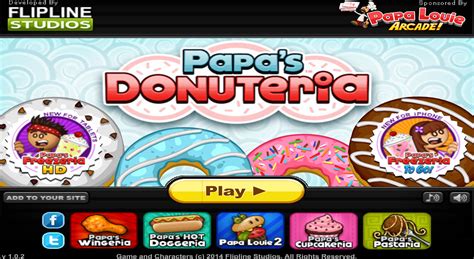 Developed By
FLIPLINE
STUDIOS
Sponsored By
Papa Louie
ARCADE!
PAPA'S
DONUTERIA
NEW FOR TABLETS
PAPA'S
Freezeria
HD
NEW FOR IPHONE
PAPA'S
Freezeria
TO GO!
Play ►
ADD TO YOUR SITE
PAPA'S
WINGERIA
PAPA'S HOT
DOGGERIA
PAPA LOUIE 2
PAPA'S
CUPCAKERIA
PAPA'S
PASTARIA
v 1.0.2
Game and Characters (c) 2014 Flipline Studios. All Rights Reserved.